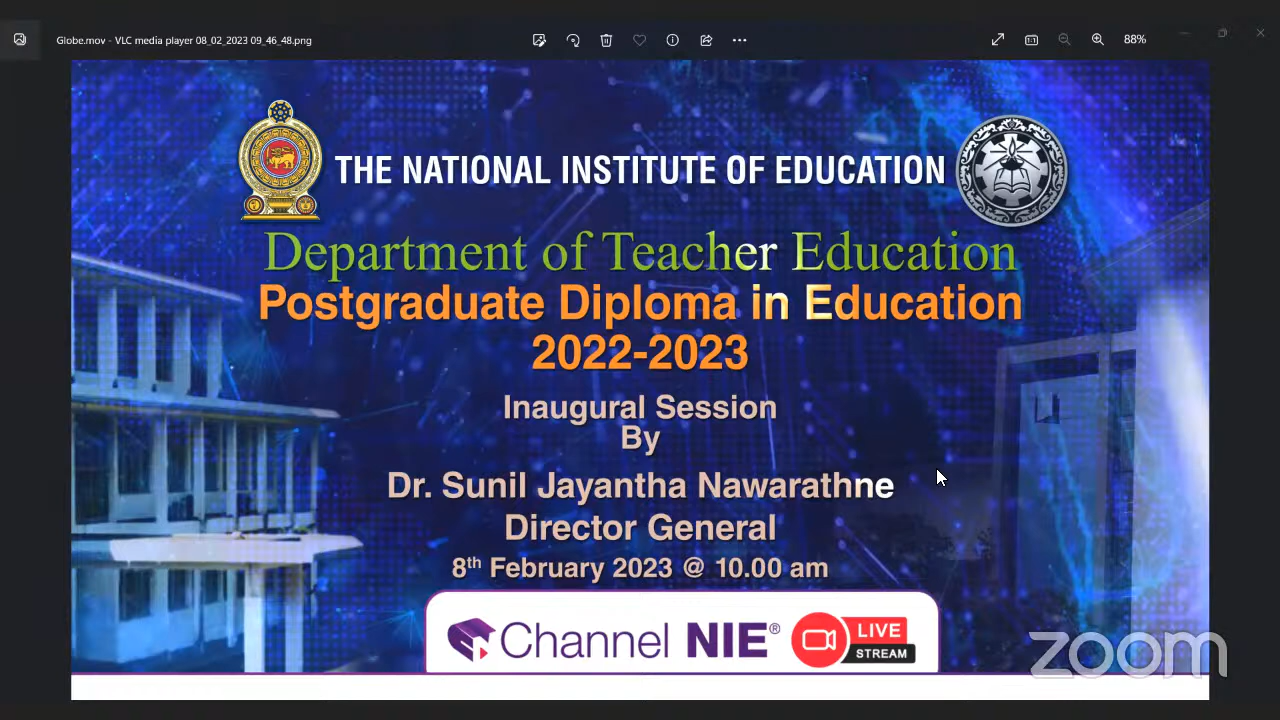 Globe.mov - VLC media player 08_02_2023 09_46_48.png
88%
THE NATIONAL INSTITUTE OF EDUCATION
Department of Teacher Education
Postgraduate Diploma in Education
2022-2023
Inaugural Session
By
Dr. Sunil Jayantha Nawarathne
Director General
8th February 2023 @ 10.00 am
Channel NIE®
LIVE
STREAM
zoom